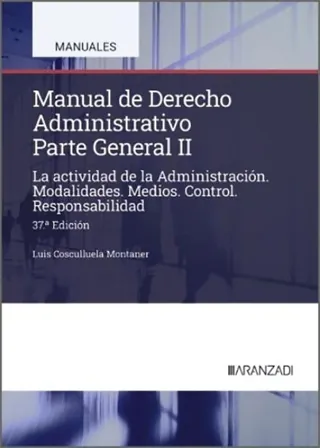 MANUALES
Manual de Derecho
Administrativo
Parte General II
La actividad de la Administración.
Modalidades. Medios. Control.
Responsabilidad
37.ª Edición
Luis Cosculluela Montaner
ARANZADI